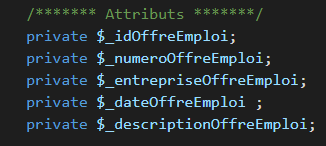 /******* Attributs *******/
private $_idOffreEmploi;
private $_numeroOffreEmploi;
private $_entrepriseOffreEmploi;
private $_dateOffreEmploi ;
private $_descriptionOffreEmploi;